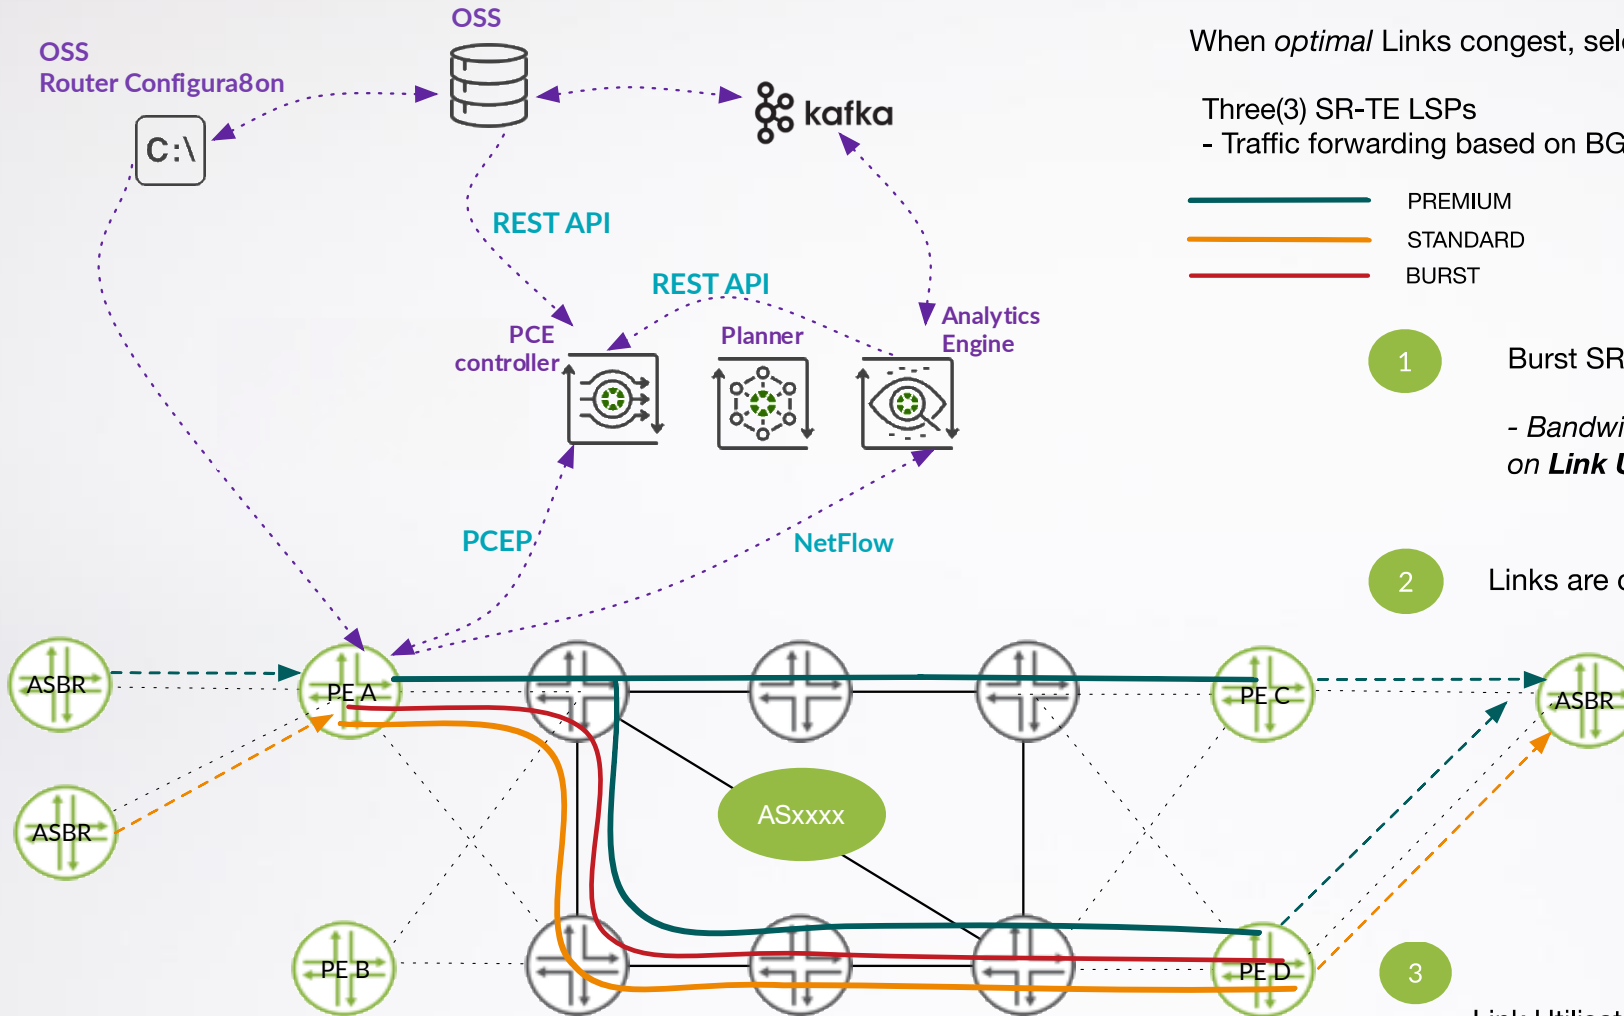 OSS
OSS
Router Configura8on
C:\
kafka
REST API
REST API
PCE
controller
Planner
Analytics
Engine
PCEP
NetFlow
When optimal Links congest, sel
Three(3) SR-TE LSPs
- Traffic forwarding based on BG
PREMIUM
STANDARD
BURST
1
Burst SR
- Bandwi
on Link U
2
Links are
ASBR
PE A
PE C
ASBR
ASBR
ASxxxx
PE B
PE D
3
Link Utilisat